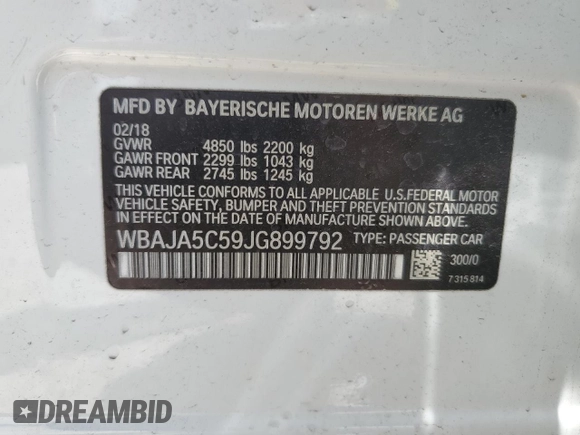 MFD BY BAYERISCHE MOTOREN WERKE AG
02/18
GVWR 4850 lbs 2200 kg
GAWR FRONT 2299 lbs 1043 kg
GAWR REAR 2745 lbs 1245 kg
THIS VEHICLE CONFORMS TO ALL APPLICABLE U.S.FEDERAL MOTOR
VEHICLE SAFETY, BUMPER AND THEFT PREVENTION STANDARDS
IN EFFECT ON THE DATE OF MANUFACTURE SHOWN ABOVE.
WBAJA5C59JG899792 TYPE: PASSENGER CAR
300/0
7315814
DREAMBID